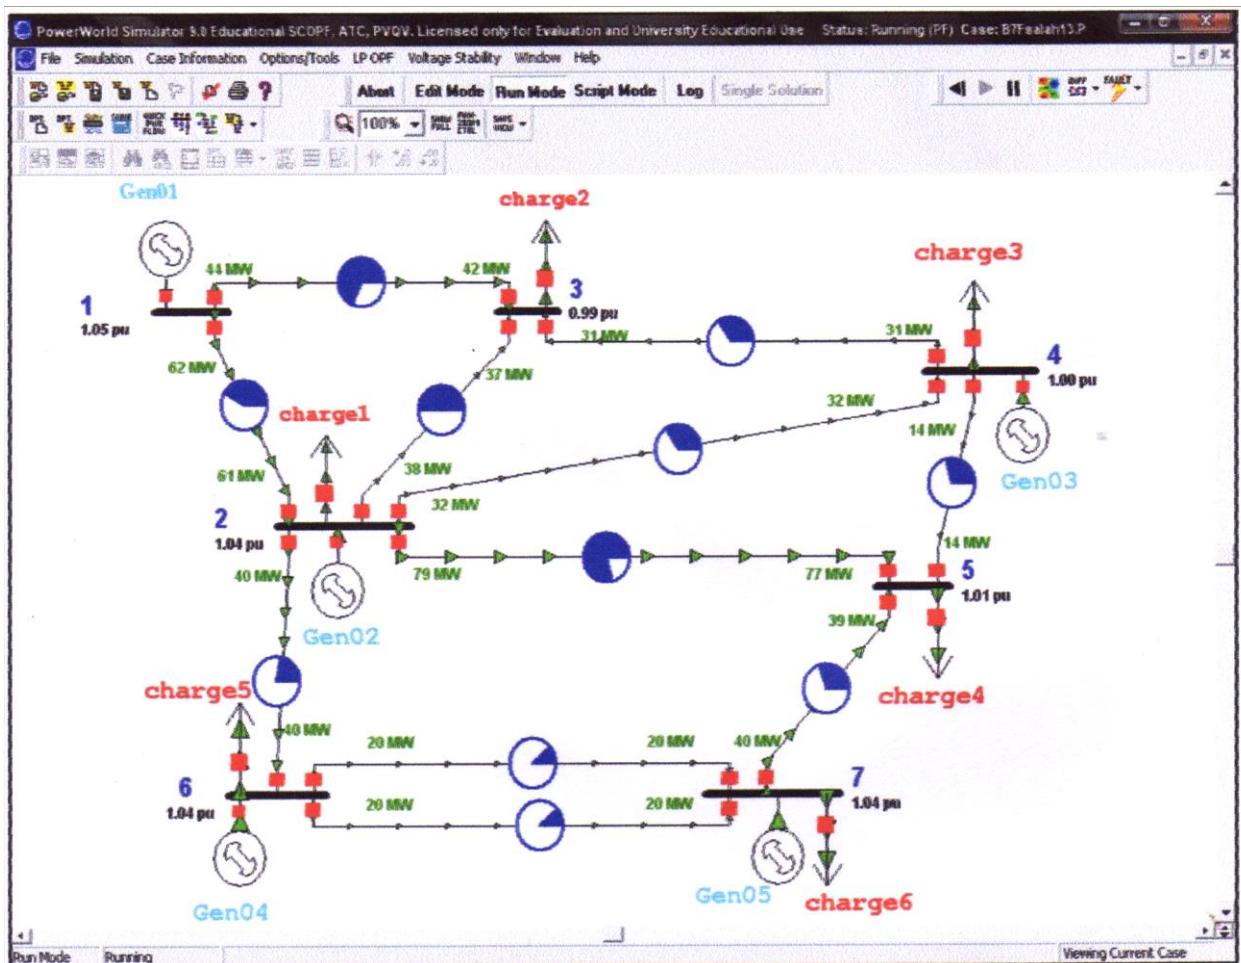 PowerWorld Simulator 9.0 Educational SCOPF, ATC, PVQV. Licensed only for Evaluation and University Educational Use Status: Running (PF) Case: B7Fsalah13.P
File Simulation Case Information Options/Tools LP OPF Voltage Stability Window Help
Abort Edit Mode Run Mode Script Mode Log Single Solution
100%
Gen01
charge2
charge3
44 MW
42 MW
1
1.05 pu
3
0.99 pu
31 MW
31 MW
4
1.00 pu
62 MW
37 MW
charge1
32 MW
14 MW
61 MW
38 MW
32 MW
Gen03
2
1.04 pu
14 MW
40 MW
79 MW
77 MW
5
1.01 pu
Gen02
39 MW
charge5
charge4
40 MW
20 MW
20 MW
40 MW
6
1.04 pu
7
1.04 pu
20 MW
20 MW
Gen04
Gen05
charge6
Run Mode Running Viewing Current Case